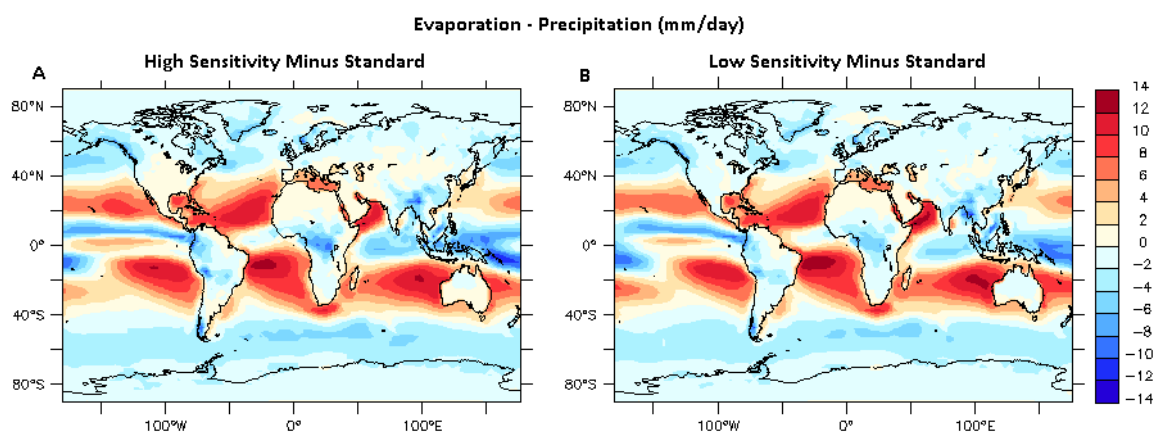 Evaporation - Precipitation (mm/day)
A
High Sensitivity Minus Standard
B
Low Sensitivity Minus Standard
80°N
40°N
0°
40°S
80°S
100°W
0°
100°E
80°N
40°N
0°
40°S
80°S
100°W
0°
100°E
14
12
10
8
6
4
2
0
−2
−4
−6
−8
−10
−12
−14